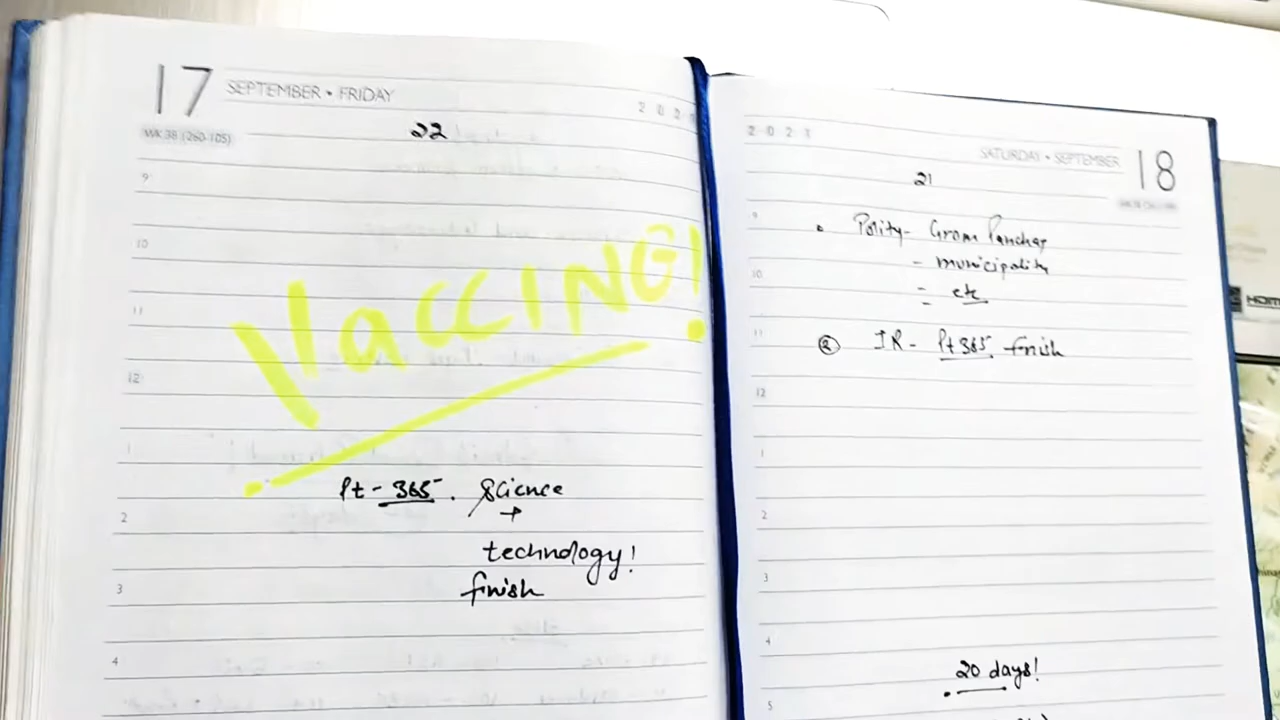 17 SEPTEMBER • FRIDAY
2021
WK 38 (260-105)
22
9
10
VaCCINE!
11
12
1
Pt - 365. Science
+
2
technology!
3
finish
4
2021
SATURDAY • SEPTEMBER 18
21
9
Polity - Gram Panchay
- municipality
10
- etc
11
② IR - Pt 365. finish
12
1
2
3
4
20 days!
5
HDMI